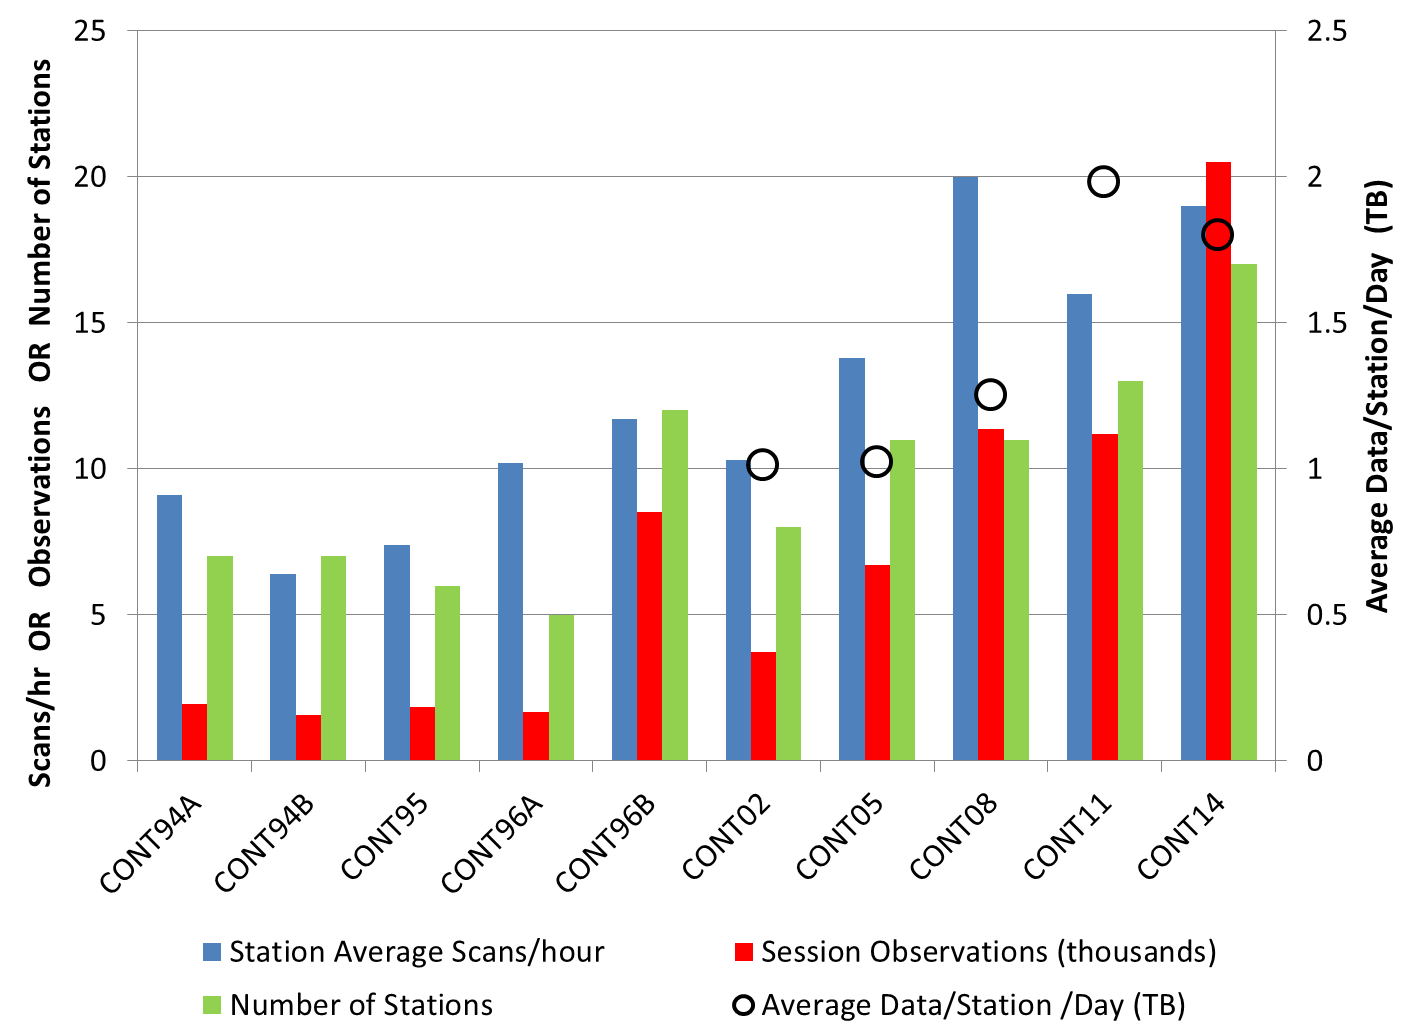 25
20
15
10
5
0
Scans/hr OR Observations OR Number of Stations
2.5
2
1.5
1
0.5
0
Average Data/Station/Day (TB)
CONT94A
CONT94B
CONT95
CONT96A
CONT96B
CONT02
CONT05
CONT08
CONT11
CONT14
Station Average Scans/hour
Session Observations (thousands)
Number of Stations
Average Data/Station /Day (TB)